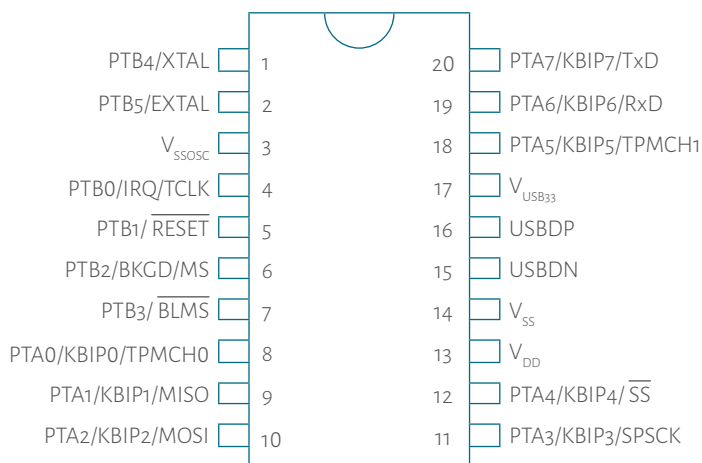 PTB4/XTAL 1 20 PTA7/KBIP7/TxD
PTB5/EXTAL 2 19 PTA6/KBIP6/RxD
VSSOSC 3 18 PTA5/KBIP5/TPMCH1
PTB0/IRQ/TCLK 4 17 VUSB33
PTB1/ RESET 5 16 USBDP
PTB2/BKGD/MS 6 15 USBDN
PTB3/ BLMS 7 14 VSS
PTA0/KBIP0/TPMCH0 8 13 VDD
PTA1/KBIP1/MISO 9 12 PTA4/KBIP4/ SS
PTA2/KBIP2/MOSI 10 11 PTA3/KBIP3/SPSCK